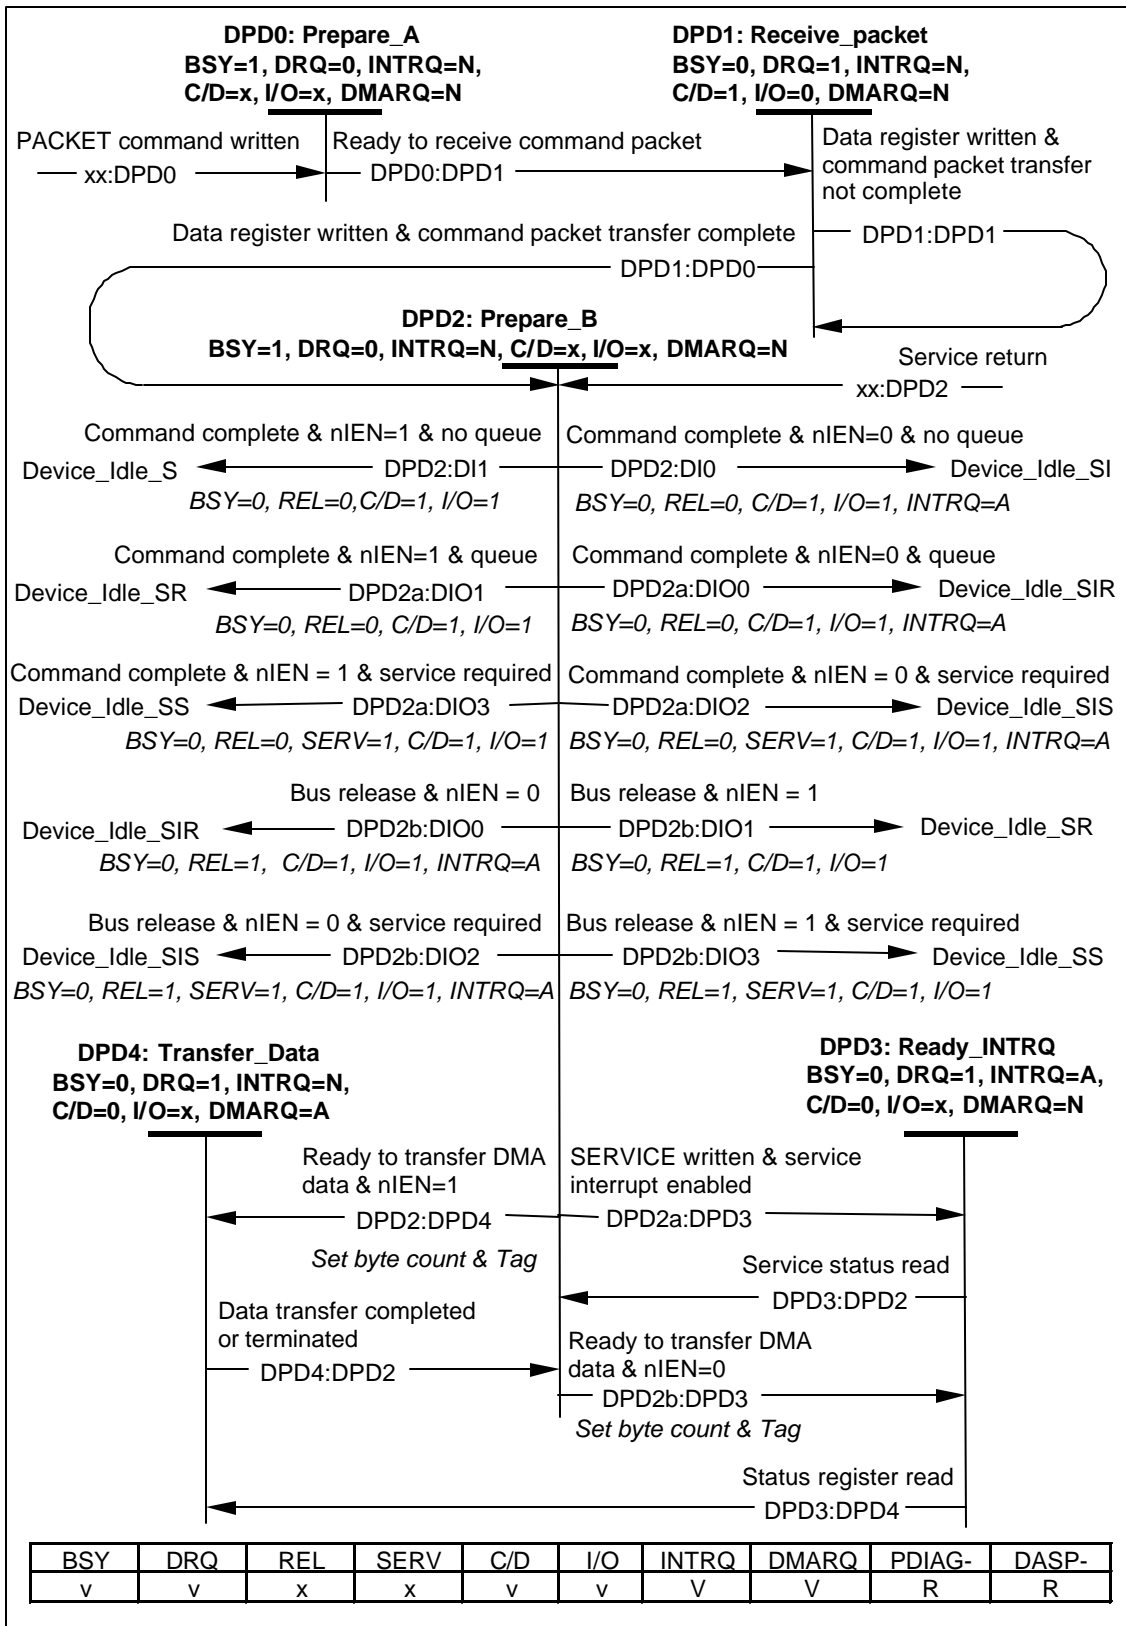 DPD0: Prepare_A
BSY=1, DRQ=0, INTRQ=N,
C/D=x, I/O=x, DMARQ=N
DPD1: Receive_packet
BSY=0, DRQ=1, INTRQ=N,
C/D=1, I/O=0, DMARQ=N
PACKET command written
xx:DPD0
Ready to receive command packet
DPD0:DPD1
Data register written &
command packet transfer
not complete
DPD1:DPD1
Data register written & command packet transfer complete
DPD1:DPD0
DPD2: Prepare_B
BSY=1, DRQ=0, INTRQ=N, C/D=x, I/O=x, DMARQ=N
Service return
xx:DPD2
Command complete & nIEN=1 & no queue
Device_Idle_S
DPD2:DI1
BSY=0, REL=0,C/D=1, I/O=1
Command complete & nIEN=0 & no queue
DPD2:DI0
Device_Idle_SI
BSY=0, REL=0, C/D=1, I/O=1, INTRQ=A
Command complete & nIEN=1 & queue
Device_Idle_SR
DPD2a:DIO1
BSY=0, REL=0, C/D=1, I/O=1
Command complete & nIEN=0 & queue
DPD2a:DIO0
Device_Idle_SIR
BSY=0, REL=0, C/D=1, I/O=1, INTRQ=A
Command complete & nIEN = 1 & service required
Device_Idle_SS
DPD2a:DIO3
BSY=0, REL=0, SERV=1, C/D=1, I/O=1
Command complete & nIEN = 0 & service required
DPD2a:DIO2
Device_Idle_SIS
BSY=0, REL=0, SERV=1, C/D=1, I/O=1, INTRQ=A
Bus release & nIEN = 0
Device_Idle_SIR
DPD2b:DIO0
BSY=0, REL=1, C/D=1, I/O=1, INTRQ=A
Bus release & nIEN = 1
DPD2b:DIO1
Device_Idle_SR
BSY=0, REL=1, C/D=1, I/O=1
Bus release & nIEN = 0 & service required
Device_Idle_SIS
DPD2b:DIO2
BSY=0, REL=1, SERV=1, C/D=1, I/O=1, INTRQ=A
Bus release & nIEN = 1 & service required
DPD2b:DIO3
Device_Idle_SS
BSY=0, REL=1, SERV=1, C/D=1, I/O=1
DPD4: Transfer_Data
BSY=0, DRQ=1, INTRQ=N,
C/D=0, I/O=x, DMARQ=A
DPD3: Ready_INTRQ
BSY=0, DRQ=1, INTRQ=A,
C/D=0, I/O=x, DMARQ=N
Ready to transfer DMA
data & nIEN=1
DPD2:DPD4
Set byte count & Tag
SERVICE written & service
interrupt enabled
DPD2a:DPD3
Service status read
DPD3:DPD2
Data transfer completed
or terminated
DPD4:DPD2
Ready to transfer DMA
data & nIEN=0
DPD2b:DPD3
Set byte count & Tag
Status register read
DPD3:DPD4
BSY DRQ REL SERV C/D I/O INTRQ DMARQ PDIAG- DASP-
v v x x v v V V R R